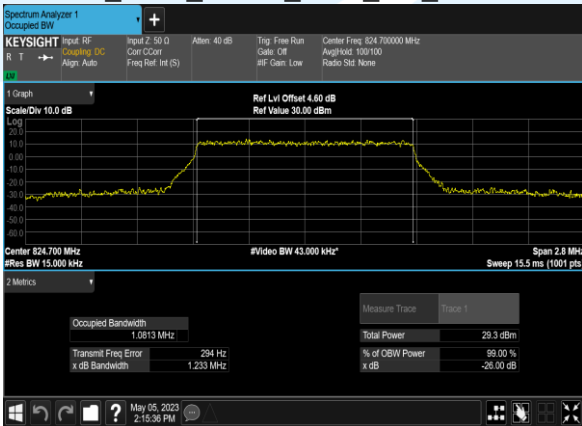 Spectrum Analyzer 1
Occupied BW
+
KEYSIGHT
R T
LVI
Input: RF
Coupling: DC
Align: Auto
Input Z: 50 Ω
Corr CCorr
Freq Ref: Int (S)
Atten: 40 dB
Trig: Free Run
Gate: Off
#IF Gain: Low
Center Freq: 824.700000 MHz
Avg|Hold: 100/100
Radio Std: None
1 Graph
Scale/Div 10.0 dB
Ref Lvl Offset 4.60 dB
Ref Value 30.00 dBm
Log
20.0
10.0
0.00
-10.0
-20.0
-30.0
-40.0
-50.0
-60.0
Center 824.700 MHz
#Res BW 15.000 kHz
#Video BW 43.000 kHz*
Span 2.8 MHz
Sweep 15.5 ms (1001 pts
2 Metrics
Measure Trace
Trace 1
Occupied Bandwidth
1.0813 MHz
Total Power
29.3 dBm
Transmit Freq Error
294 Hz
% of OBW Power
99.00 %
x dB Bandwidth
1.233 MHz
x dB
-26.00 dB
?
May 05, 2023
2:15:36 PM